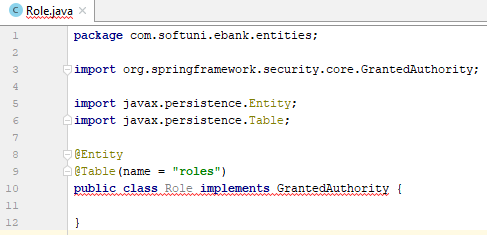 Role.java
1 package com.softuni.ebank.entities;
2
3 import org.springframework.security.core.GrantedAuthority;
4
5 import javax.persistence.Entity;
6 import javax.persistence.Table;
7
8 @Entity
9 @Table(name = "roles")
10 public class Role implements GrantedAuthority {
11
12 }